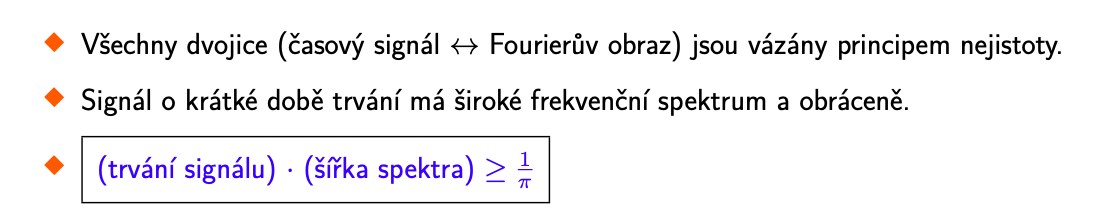 Všechny dvojice (časový signál ↔ Fourierův obraz) jsou vázány principem nejistoty.
Signál o krátké době trvání má široké frekvenční spektrum a obráceně.
(trvání signálu) · (šířka spektra) ≥ 1/π